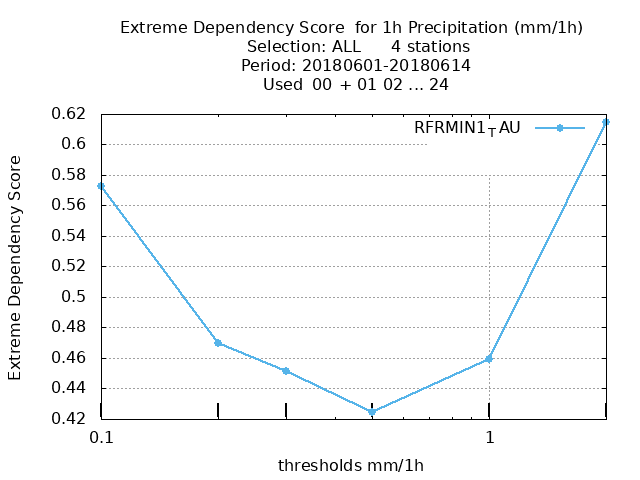 Extreme Dependency Score  for 1h Precipitation (mm/1h)
Selection: ALL      4 stations
Period: 20180601-20180614
Used  00 + 01 02 ... 24
RFRMIN1_TAU
0.62
0.6
0.58
0.56
0.54
0.52
0.5
0.48
0.46
0.44
0.42
Extreme Dependency Score
0.1
1
thresholds mm/1h